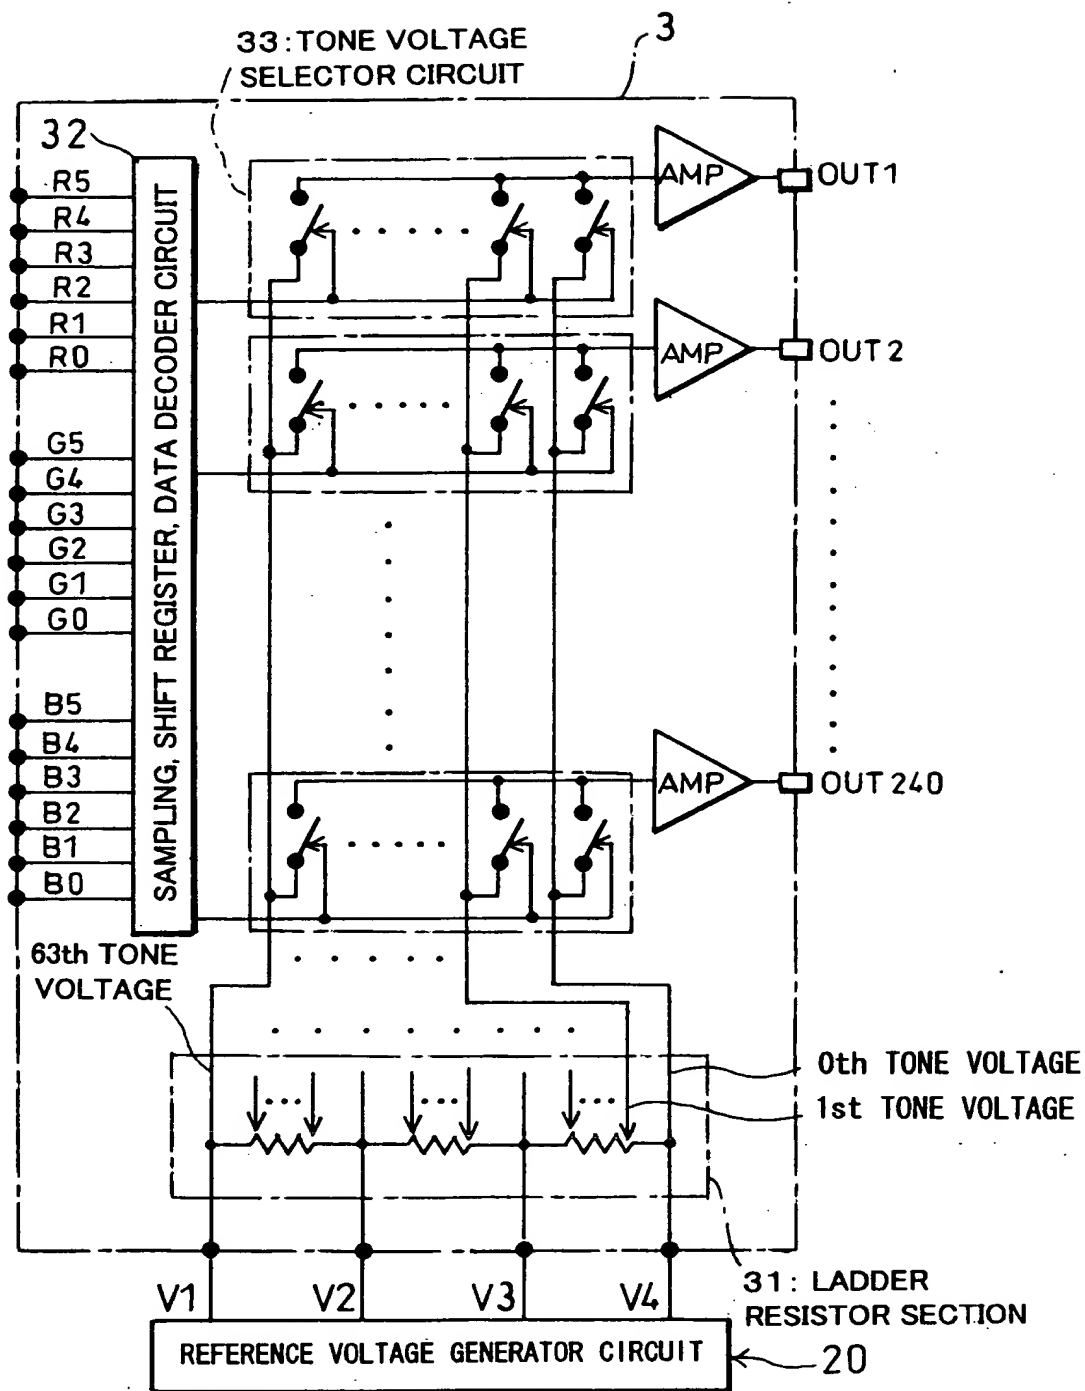 33:TONE VOLTAGE
SELECTOR CIRCUIT
3
32
R5
R4
R3
R2
R1
R0
G5
G4
G3
G2
G1
G0
B5
B4
B3
B2
B1
B0
SAMPLING, SHIFT REGISTER, DATA DECODER CIRCUIT
AMP
OUT1
AMP
OUT2
AMP
OUT240
63th TONE
VOLTAGE
0th TONE VOLTAGE
1st TONE VOLTAGE
V1
V2
V3
V4
31: LADDER
RESISTOR SECTION
REFERENCE VOLTAGE GENERATOR CIRCUIT
20